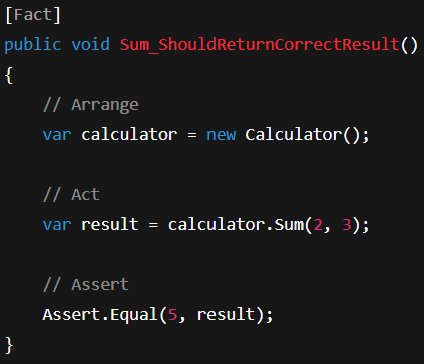 [Fact]
public void Sum_ShouldReturnCorrectResult()
{
    // Arrange
    var calculator = new Calculator();

    // Act
    var result = calculator.Sum(2, 3);

    // Assert
    Assert.Equal(5, result);
}